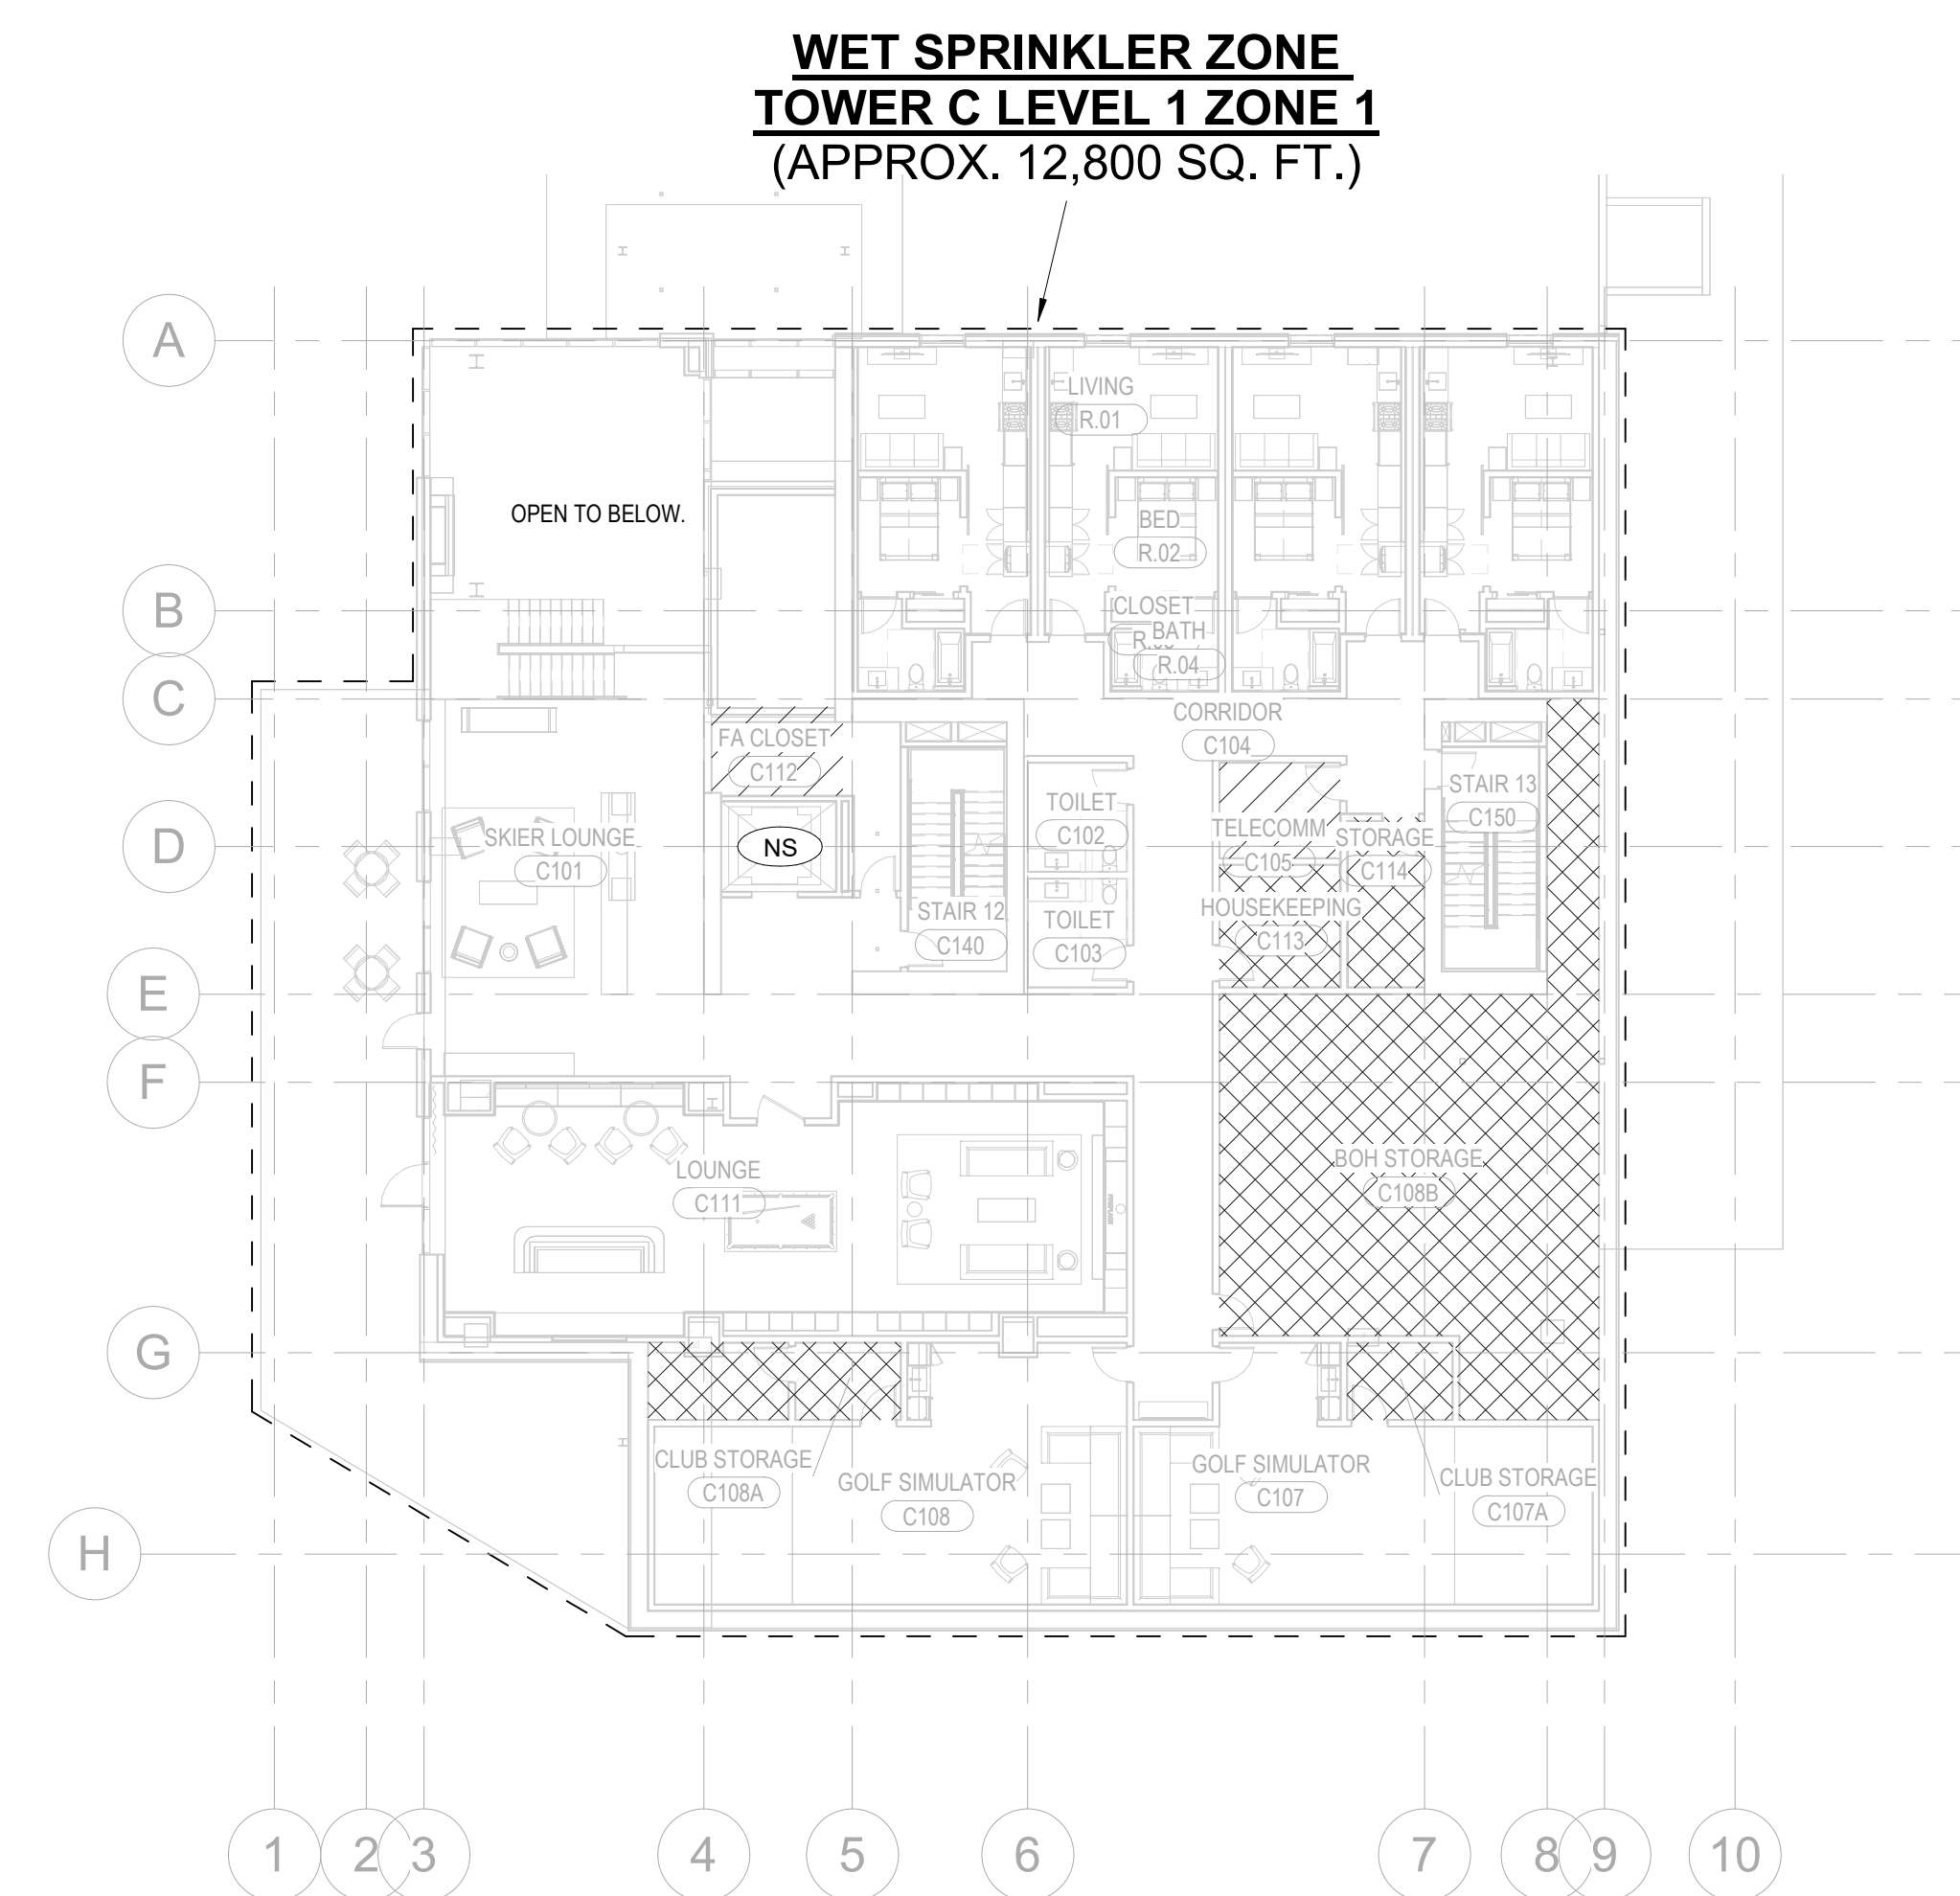 WET SPRINKLER ZONE
TOWER C LEVEL 1 ZONE 1
(APPROX. 12,800 SQ. FT.)
A
LIVING
R.01
OPEN TO BELOW.
BED
R.02
B
CLOSET
BATH
R.04
C
CORRIDOR
C104
FA CLOSET
C112
STAIR 13
C150
TOILET
C102
D
NS
SKIER LOUNGE
C101
TELECOMM
C105
STORAGE
C114
HOUSEKEEPING
C113
STAIR 12
C140
TOILET
C103
E
F
LOUNGE
C111
BOH STORAGE
C108B
G
CLUB STORAGE
C108A
GOLF SIMULATOR
C108
GOLF SIMULATOR
C107
CLUB STORAGE
C107A
H
1 2 3 4 5 6 7 8 9 10